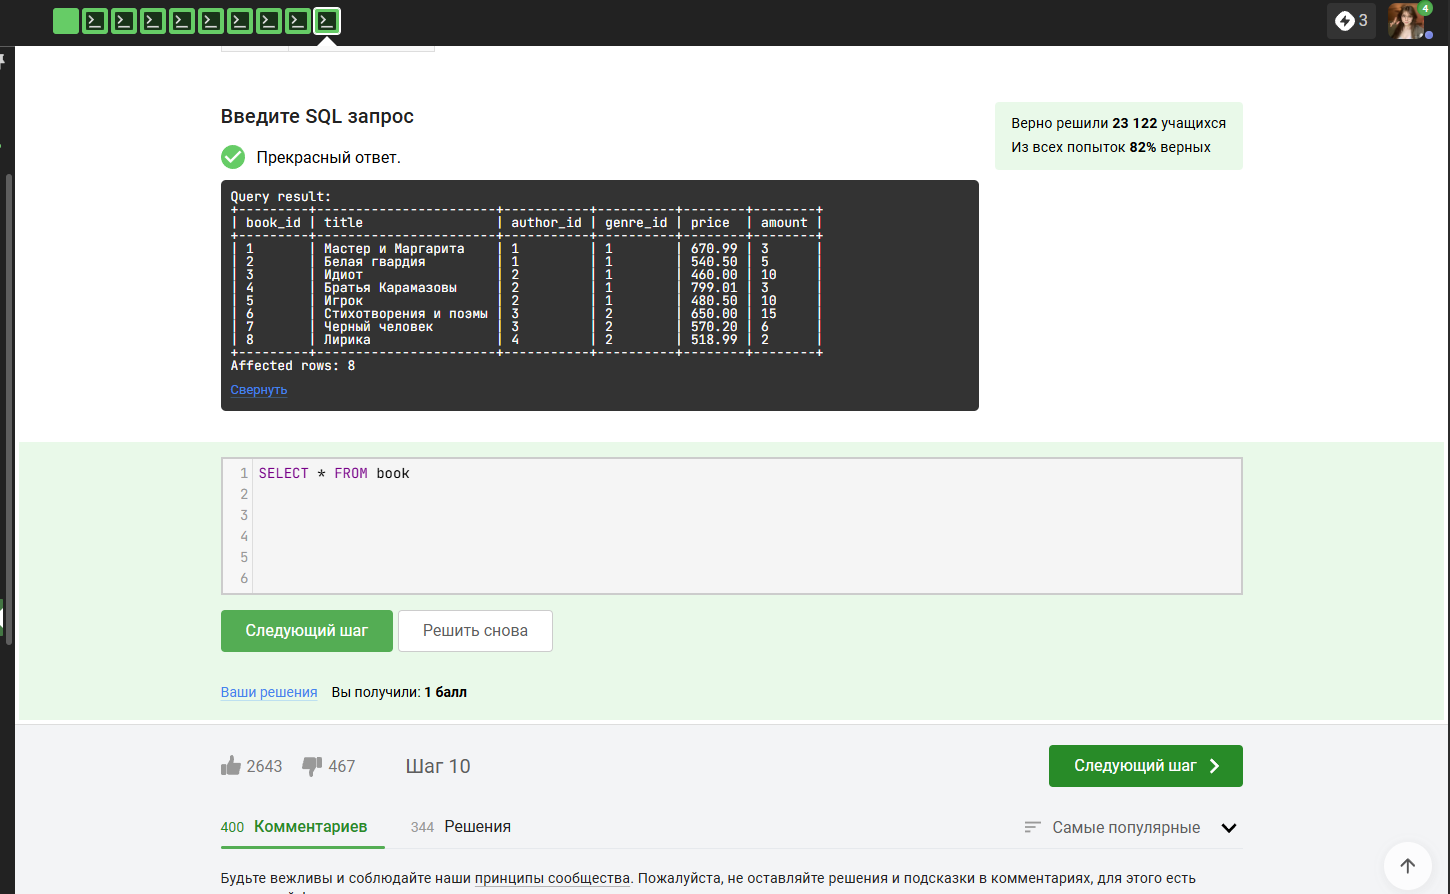 3
4
Введите SQL запрос
Прекрасный ответ.
Верно решили 23 122 учащихся
Из всех попыток 82% верных
Query result:
+---------+-----------------------+-----------+----------+--------+--------+
| book_id | title                 | author_id | genre_id | price  | amount |
+---------+-----------------------+-----------+----------+--------+--------+
| 1       | Мастер и Маргарита    | 1         | 1        | 670.99 | 3      |
| 2       | Белая гвардия         | 1         | 1        | 540.50 | 5      |
| 3       | Идиот                 | 2         | 1        | 460.00 | 10     |
| 4       | Братья Карамазовы     | 2         | 1        | 799.01 | 3      |
| 5       | Игрок                 | 2         | 1        | 480.50 | 10     |
| 6       | Стихотворения и поэмы | 3         | 2        | 650.00 | 15     |
| 7       | Черный человек        | 3         | 2        | 570.20 | 6      |
| 8       | Лирика                | 4         | 2        | 518.99 | 2      |
+---------+-----------------------+-----------+----------+--------+--------+
Affected rows: 8
Свернуть
1 SELECT * FROM book
2
3
4
5
6
Следующий шаг Решить снова
Ваши решения Вы получили: 1 балл
2643 467 Шаг 10 Следующий шаг
400 Комментариев 344 Решения Самые популярные
Будьте вежливы и соблюдайте наши принципы сообщества. Пожалуйста, не оставляйте решения и подсказки в комментариях, для этого есть